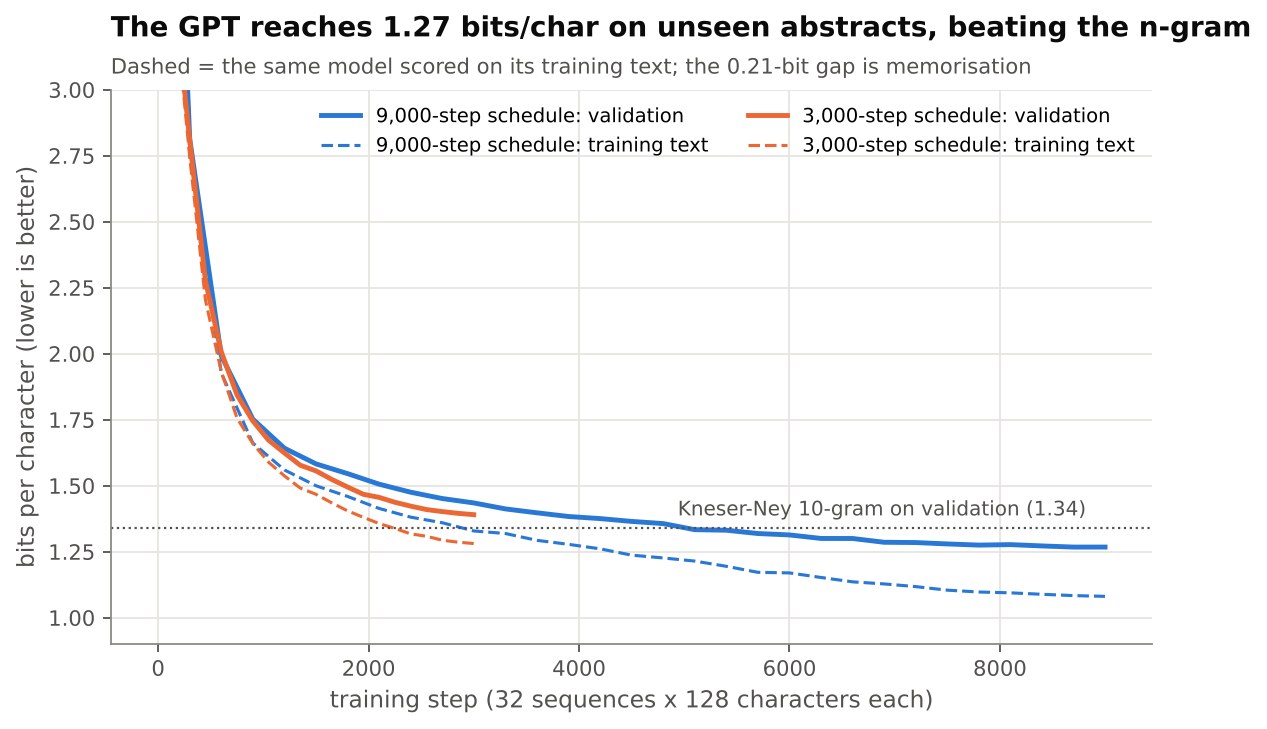 The GPT reaches 1.27 bits/char on unseen abstracts, beating the n-gram
Dashed = the same model scored on its training text; the 0.21-bit gap is memorisation
9,000-step schedule: validation
9,000-step schedule: training text
3,000-step schedule: validation
3,000-step schedule: training text
bits per character (lower is better)
3.00
2.75
2.50
2.25
2.00
1.75
1.50
1.25
1.00
Kneser-Ney 10-gram on validation (1.34)
0 2000 4000 6000 8000
training step (32 sequences x 128 characters each)